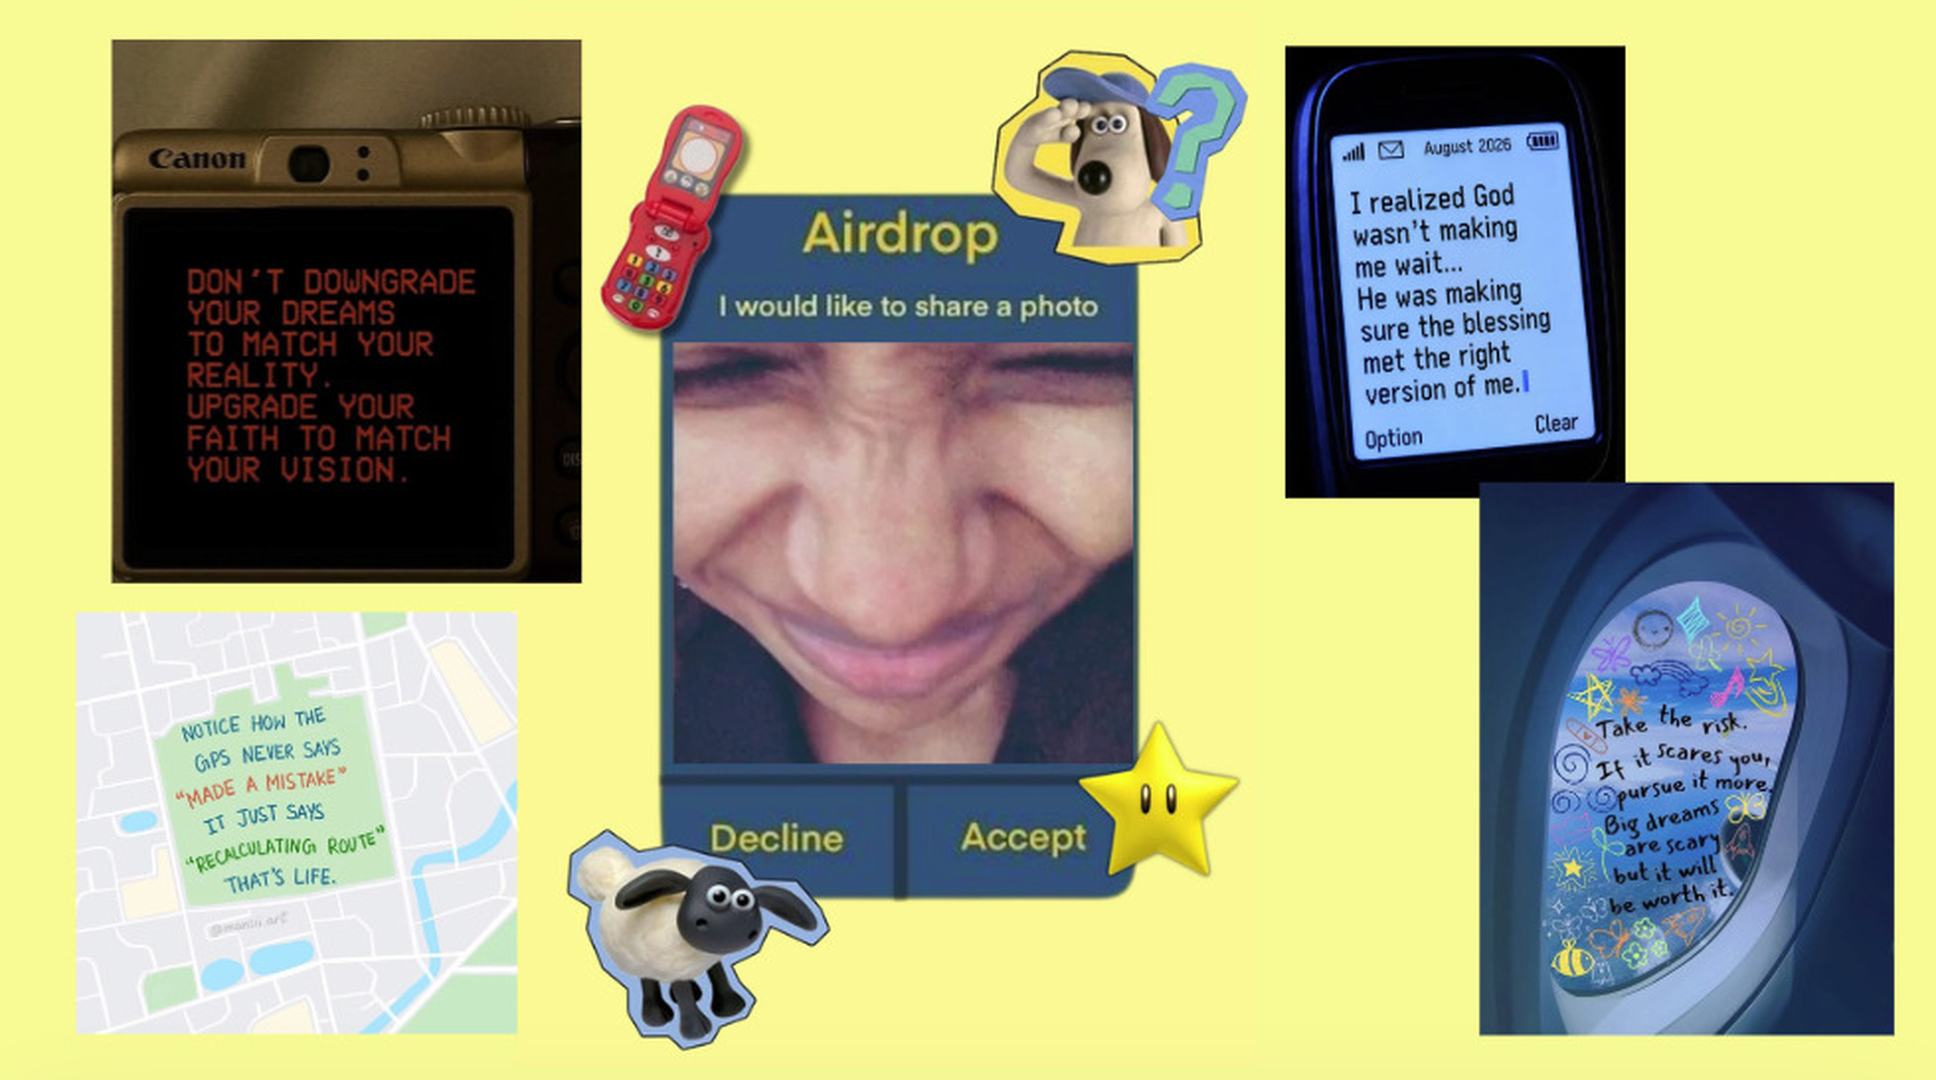 Canon
DON'T DOWNGRADE
YOUR DREAMS
TO MATCH YOUR
REALITY.
UPGRADE YOUR
FAITH TO MATCH
YOUR VISION.
NOTICE HOW THE
GPS NEVER SAYS
"MADE A MISTAKE"
IT JUST SAYS
"RECALCULATING ROUTE"
THAT'S LIFE.
Airdrop
I would like to share a photo
Decline
Accept
?
August 2026
I realized God
wasn't making
me wait...
He was making
sure the blessing
met the right
version of me.
Option
Clear
Take the risk.
If it scares you,
pursue it more.
Big dreams
are scary
but it will
be worth it.